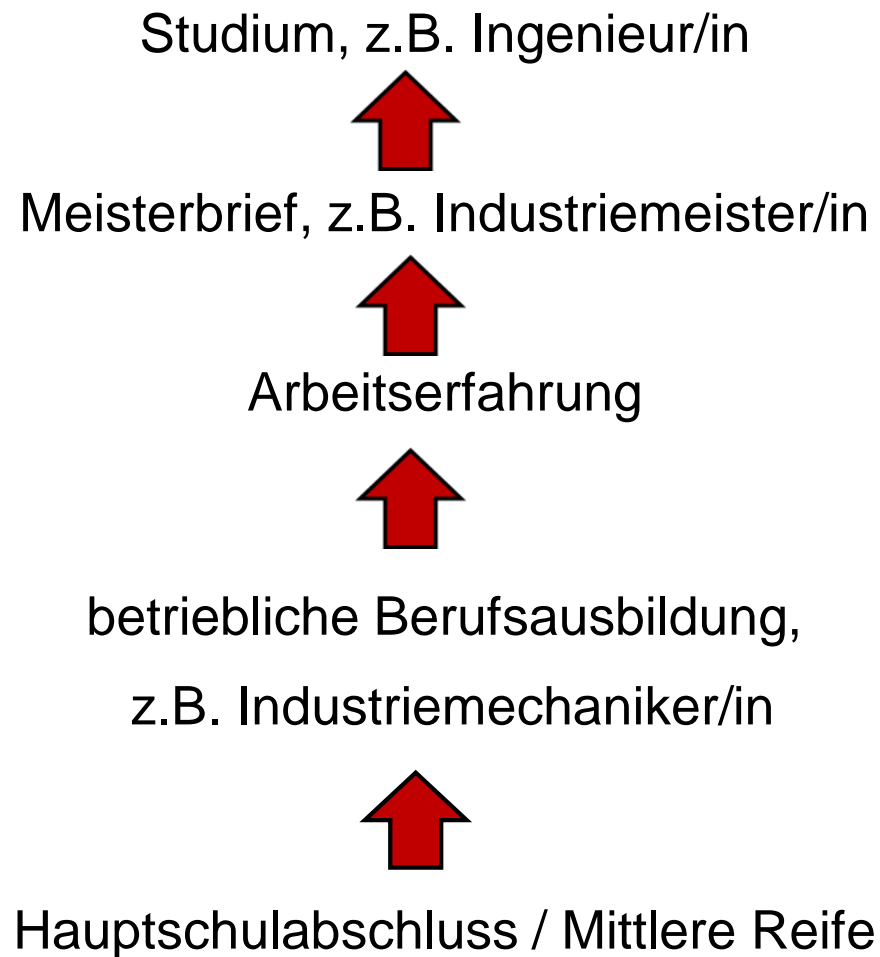 Studium, z.B. Ingenieur/in
Meisterbrief, z.B. Industriemeister/in
Arbeitserfahrung
betriebliche Berufsausbildung,
z.B. Industriemechaniker/in
Hauptschulabschluss / Mittlere Reife